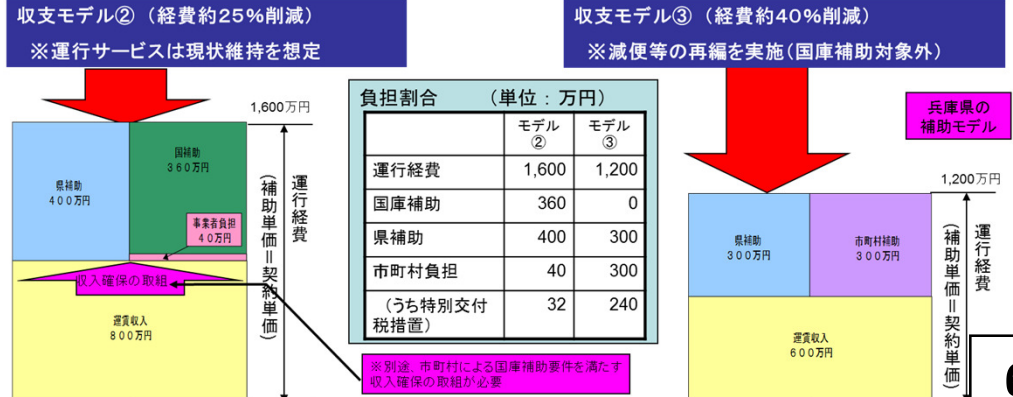 収支モデル② (経費約25%削減)
※運行サービスは現状維持を想定
収支モデル③ (経費約40%削減)
※減便等の再編を実施(国庫補助対象外)
兵庫県の
補助モデル
1,600万円
県補助
400万円
国補助
360万円
事業者負担
40万円
収入確保の取組
運賃収入
800万円
運行経費
(補助単価=契約単価)
負担割合 (単位:万円)
モデル
②
モデル
③
運行経費 1,600 1,200
国庫補助 360 0
県補助 400 300
市町村負担 40 300
(うち特別交付
税措置) 32 240
※別途、市町村による国庫補助要件を満たす
収入確保の取組が必要
1,200万円
県補助
300万円
市町村補助
300万円
運賃収入
600万円
運行経費
(補助単価=契約単価)